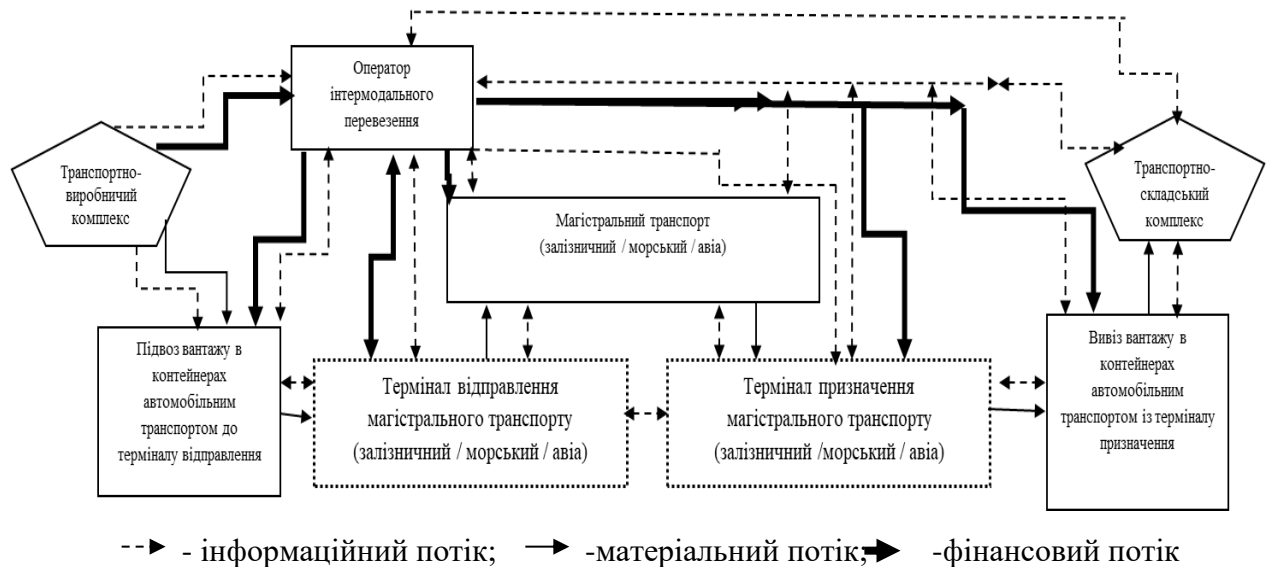 Оператор
інтермодального
перевезення
Транспортно-
виробничий
комплекс
Транспортно-
складський
комплекс
Магістральний транспорт
(залізничний / морський / авіа)
Підвоз вантажу в
контейнерах
автомобільним
транспортом до
терміналу відправлення
Термінал відправлення
магістрального транспорту
(залізничний / морський / авіа)
Термінал призначення
магістрального транспорту
(залізничний /морський / авіа)
Вивіз вантажу в
контейнерах
автомобільним
транспортом із терміналу
призначення
- інформаційний потік; -матеріальний потік; -фінансовий потік